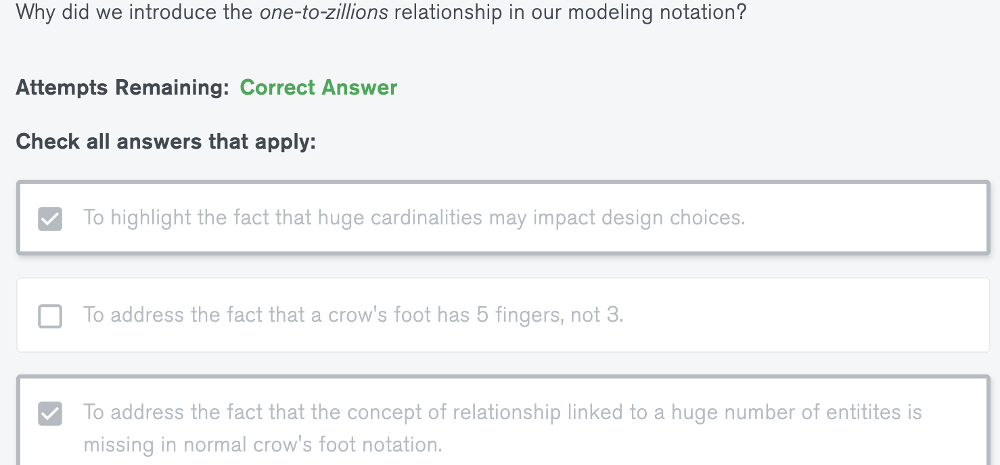 Why did we introduce the one-to-zillions relationship in our modeling notation?
Attempts Remaining: Correct Answer
Check all answers that apply:
To highlight the fact that huge cardinalities may impact design choices.
To address the fact that a crow's foot has 5 fingers, not 3.
To address the fact that the concept of relationship linked to a huge number of entitites is
missing in normal crow's foot notation.